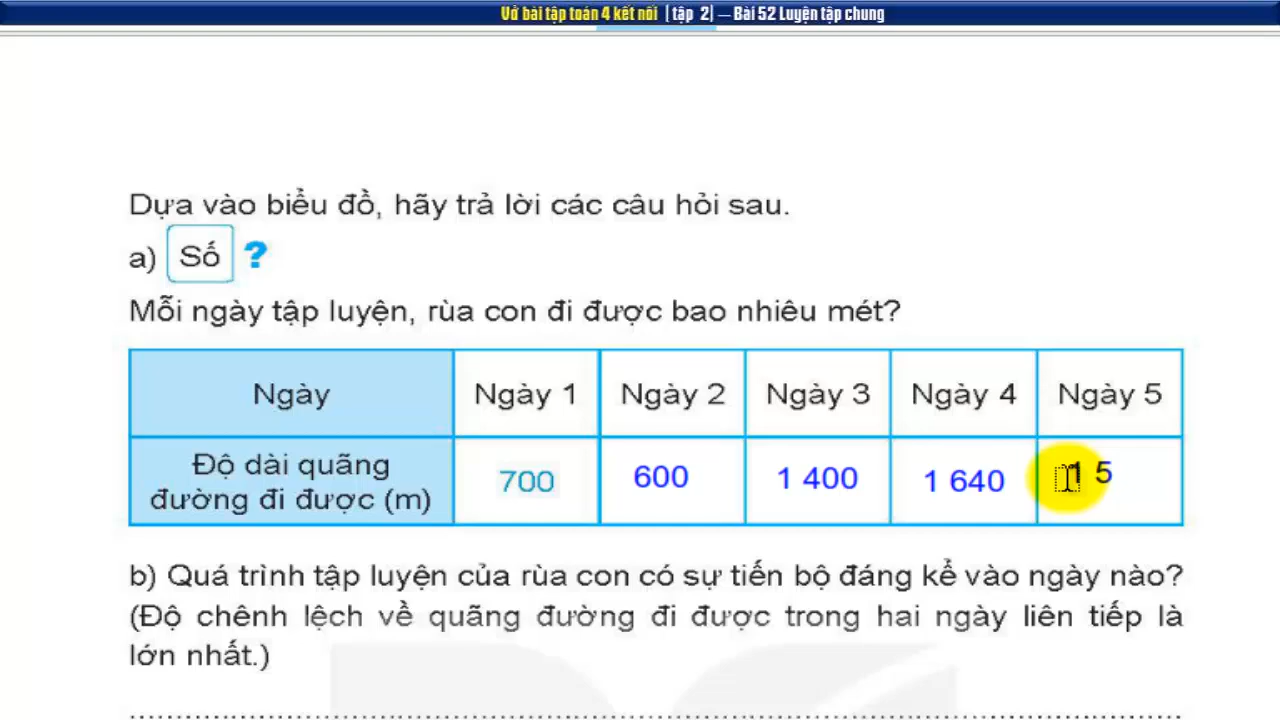 Vở bài tập toán 4 kết nối [ tập 2] – Bài 52 Luyện tập chung
Dựa vào biểu đồ, hãy trả lời các câu hỏi sau.
a) Số ?
Mỗi ngày tập luyện, rùa con đi được bao nhiêu mét?
Ngày Ngày 1 Ngày 2 Ngày 3 Ngày 4 Ngày 5
Độ dài quãng
đường đi được (m) 700 600 1 400 1 640 1 5
b) Quá trình tập luyện của rùa con có sự tiến bộ đáng kể vào ngày nào?
(Độ chênh lệch về quãng đường đi được trong hai ngày liên tiếp là
lớn nhất.)